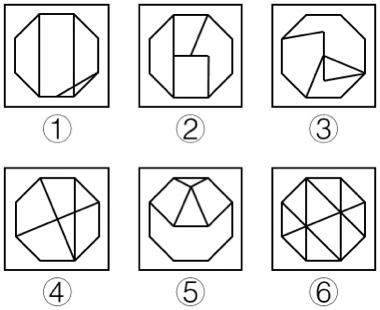 ① ② ③
④ ⑤ ⑥